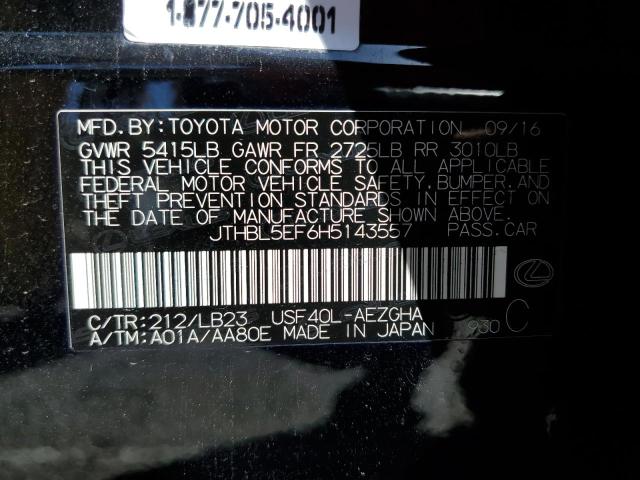 1-877-705-4001
MFD. BY: TOYOTA MOTOR CORPORATION 09/16
GVWR 5415LB GAWR FR 2725LB RR 3010LB
THIS VEHICLE CONFORMS TO ALL APPLICABLE
FEDERAL MOTOR VEHICLE SAFETY, BUMPER, AND
THEFT PREVENTION STANDARDS IN EFFECT ON
THE DATE OF MANUFACTURE SHOWN ABOVE.
JTHBL5EF6H5143557 PASS.CAR
C/TR:212/LB23 USF40L-AEZGHA
A/TM:A01A/AA80E MADE IN JAPAN 930 C